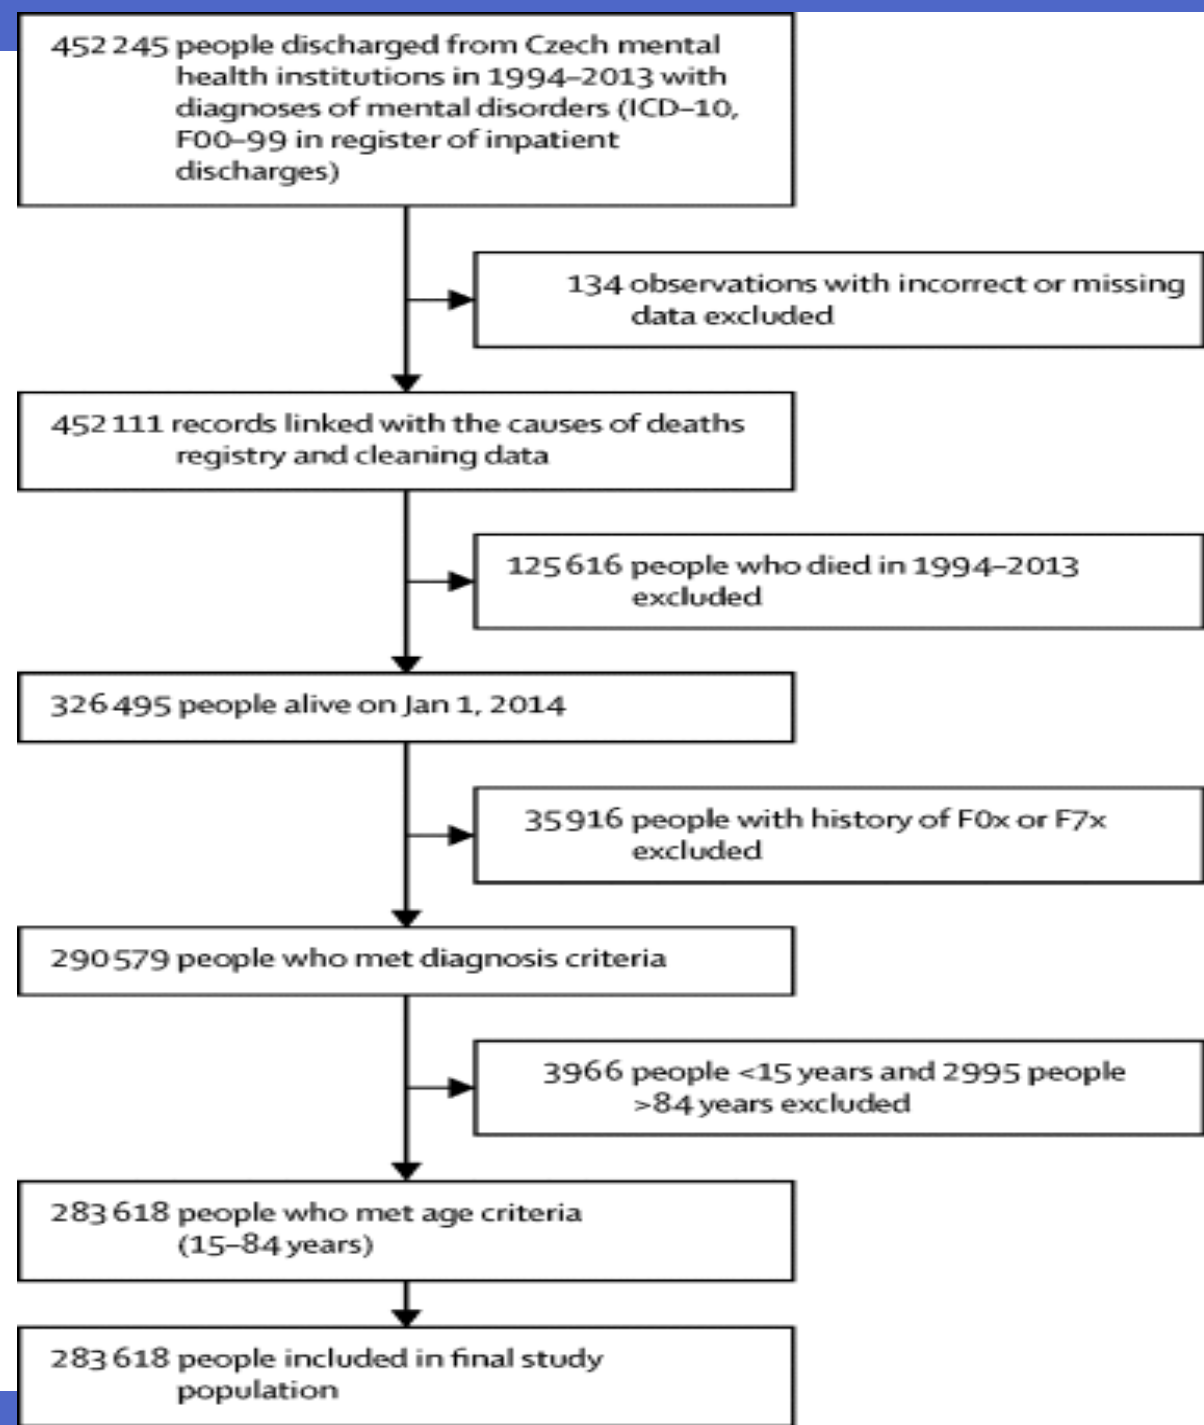 452 245 people discharged from Czech mental
health institutions in 1994–2013 with
diagnoses of mental disorders (ICD–10,
F00–99 in register of inpatient
discharges)
134 observations with incorrect or missing
data excluded
452 111 records linked with the causes of deaths
registry and cleaning data
125 616 people who died in 1994–2013
excluded
326 495 people alive on Jan 1, 2014
35 916 people with history of F0x or F7x
excluded
290 579 people who met diagnosis criteria
3966 people <15 years and 2995 people
>84 years excluded
283 618 people who met age criteria
(15–84 years)
283 618 people included in final study
population